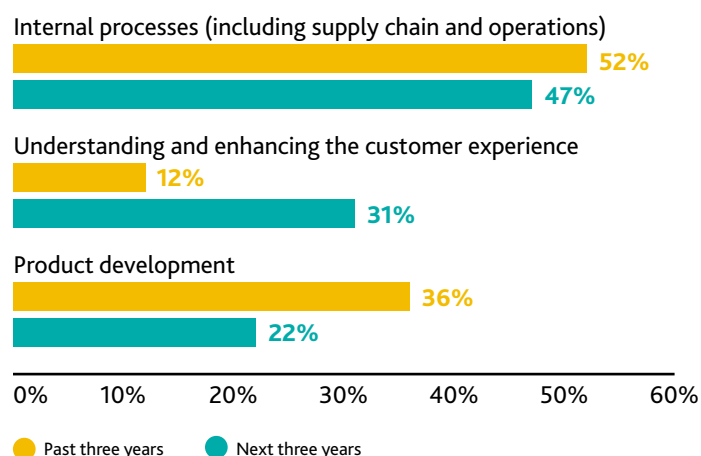 Internal processes (including supply chain and operations)
52%
47%
Understanding and enhancing the customer experience
12%
31%
Product development
36%
22%
0% 10% 20% 30% 40% 50% 60%
Past three years Next three years